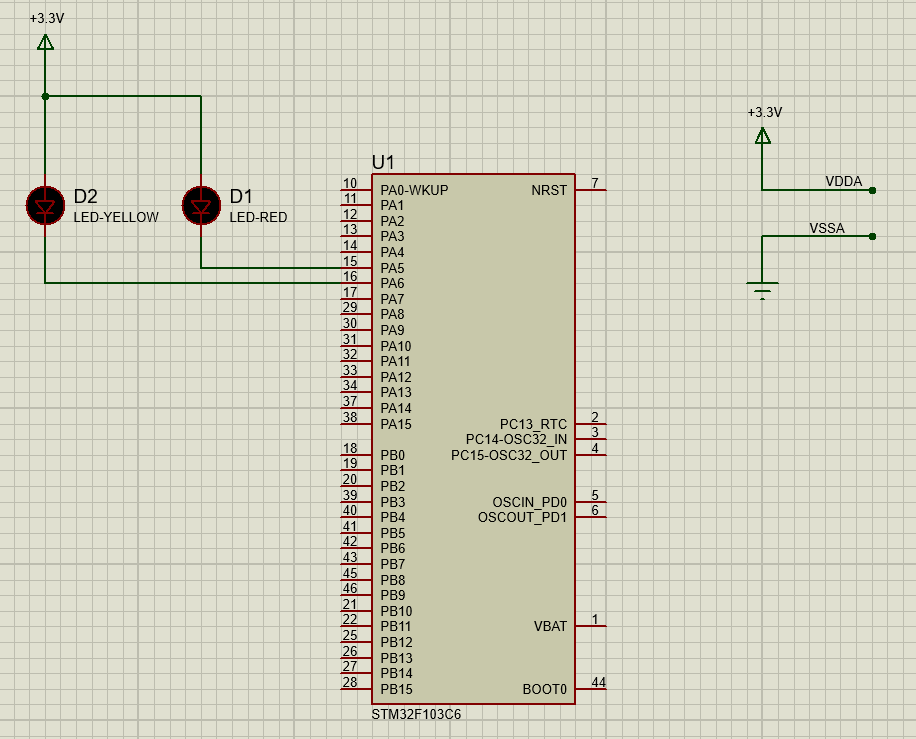 +3.3V
D2
LED-YELLOW
D1
LED-RED
+3.3V
VDDA
VSSA
U1
10 PA0-WKUP NRST 7
11 PA1
12 PA2
13 PA3
14 PA4
15 PA5
16 PA6
17 PA7
29 PA8
30 PA9
31 PA10
32 PA11
33 PA12
34 PA13
37 PA14
38 PA15 PC13_RTC 2
PC14-OSC32_IN 3
18 PB0 PC15-OSC32_OUT 4
19 PB1
20 PB2
39 PB3 OSCIN_PD0 5
40 PB4 OSCOUT_PD1 6
41 PB5
42 PB6
43 PB7
45 PB8
46 PB9
21 PB10
22 PB11 VBAT 1
25 PB12
26 PB13
27 PB14
28 PB15 BOOT0 44
STM32F103C6